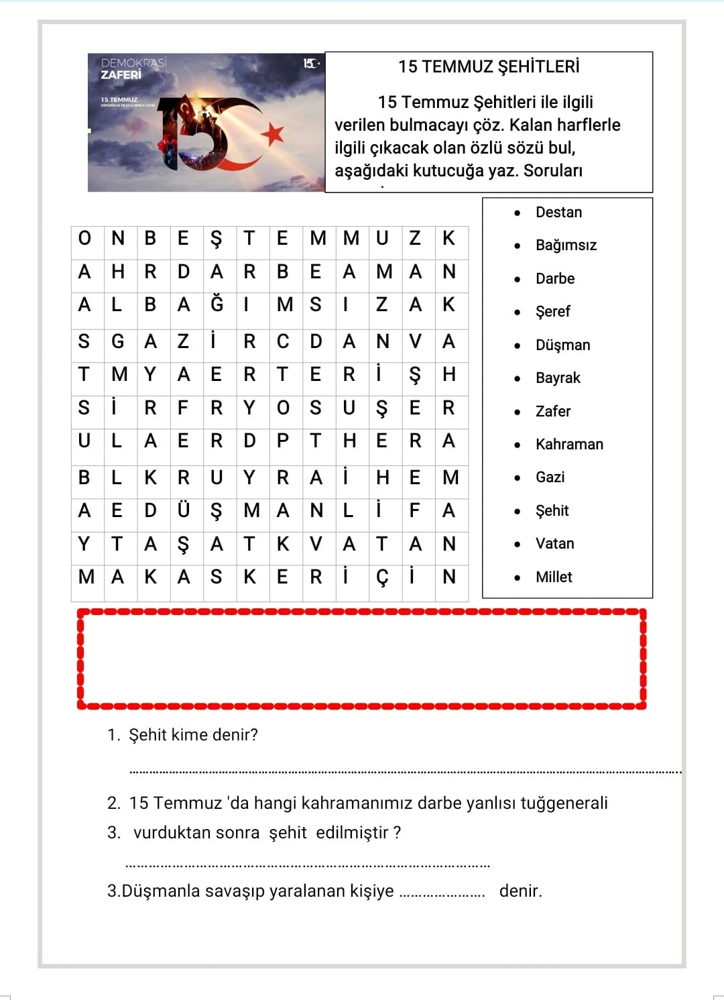 DEMOKRASİ
ZAFERİ
15
15 TEMMUZ
DEMOKRASİ VE MİLLİ BİRLİK GÜNÜ
15
15 TEMMUZ ŞEHİTLERİ
15 Temmuz Şehitleri ile ilgili
verilen bulmacayı çöz. Kalan harflerle
ilgili çıkacak olan özlü sözü bul,
aşağıdaki kutucuğa yaz. Soruları
O N B E Ş T E M M U Z K
A H R D A R B E A M A N
A L B A Ğ I M S I Z A K
S G A Z İ R C D A N V A
T M Y A E R T E R İ Ş H
S İ R F R Y O S U Ş E R
U L A E R D P T H E R A
B L K R U Y R A İ H E M
A E D Ü Ş M A N L İ F A
Y T A Ş A T K V A T A N
M A K A S K E R İ Ç İ N
• Destan
• Bağımsız
• Darbe
• Şeref
• Düşman
• Bayrak
• Zafer
• Kahraman
• Gazi
• Şehit
• Vatan
• Millet
1. Şehit kime denir?
2. 15 Temmuz 'da hangi kahramanımız darbe yanlısı tuğgenerali
3. vurduktan sonra şehit edilmiştir ?
3.Düşmanla savaşıp yaralanan kişiye ..................... denir.